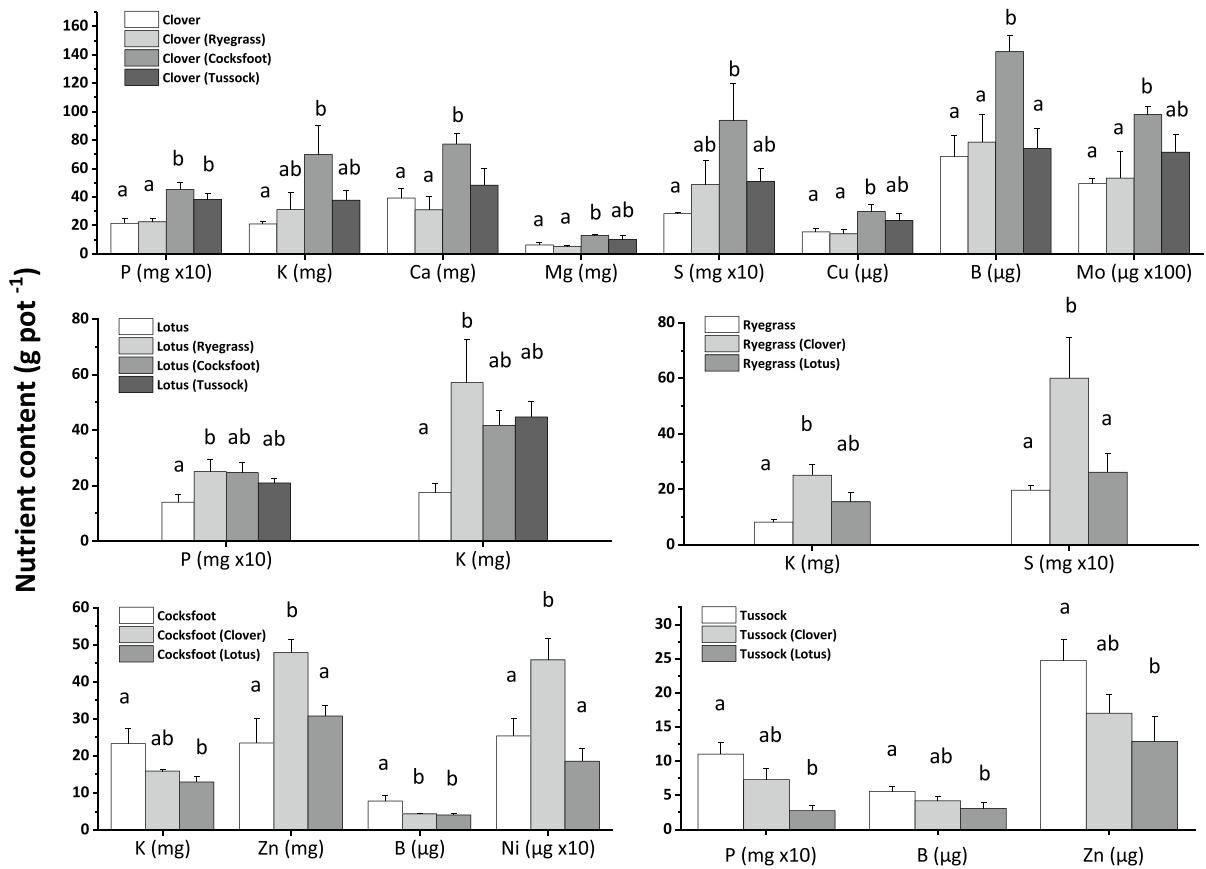 Nutrient content (g pot -1)
160
140
120
100
80
60
40
20
0
Clover
Clover (Ryegrass)
Clover (Cocksfoot)
Clover (Tussock)
a a b b
a ab b ab
a a b
a a b ab
a ab b ab
a a b ab
a a b a
a a b ab
P (mg x10) K (mg) Ca (mg) Mg (mg) S (mg x10) Cu (µg) B (µg) Mo (µg x100)
80
60
40
20
0
Lotus
Lotus (Ryegrass)
Lotus (Cocksfoot)
Lotus (Tussock)
a b ab ab
a b ab ab
P (mg x10) K (mg)
80
60
40
20
0
Ryegrass
Ryegrass (Clover)
Ryegrass (Lotus)
a b ab
a b a
K (mg) S (mg x10)
60
50
40
30
20
10
0
Cocksfoot
Cocksfoot (Clover)
Cocksfoot (Lotus)
a ab b
a b a
a b b
a b a
K (mg) Zn (mg) B (µg) Ni (µg x10)
30
25
20
15
10
5
0
Tussock
Tussock (Clover)
Tussock (Lotus)
a ab b
a ab b
a ab b
P (mg x10) B (µg) Zn (µg)